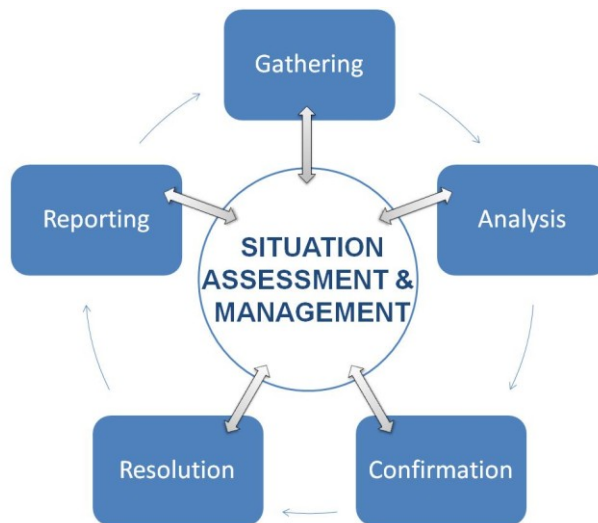 Gathering
Analysis
Confirmation
Resolution
Reporting
SITUATION
ASSESSMENT &
MANAGEMENT